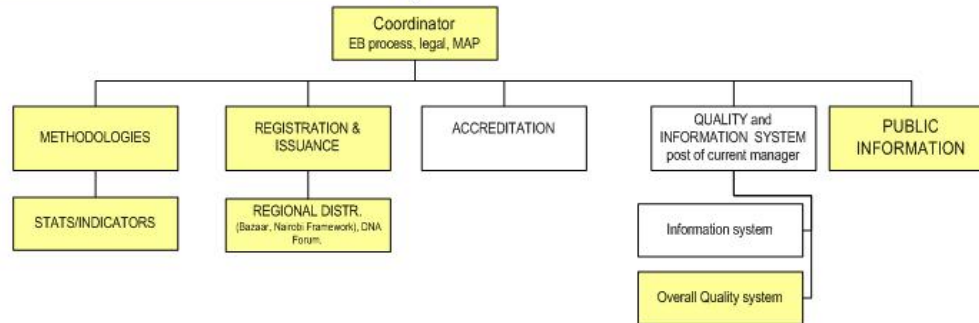 Coordinator
EB process, legal, MAP
METHODOLOGIES
REGISTRATION &
ISSUANCE
ACCREDITATION
QUALITY and
INFORMATION SYSTEM
post of current manager
PUBLIC
INFORMATION
STATS/INDICATORS
REGIONAL DISTR.
(Bazaar, Nairobi Framework), DNA
Forum,
Information system
Overall Quality system